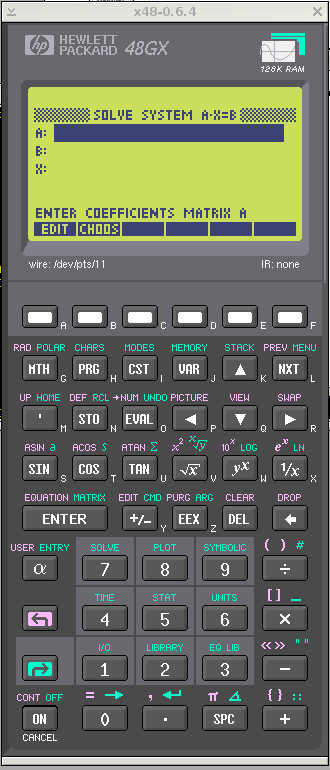 x48-0.6.4
hp HEWLETT PACKARD 48GX
128K RAM
SOLVE SYSTEM A·X=B
A:
B:
X:
ENTER COEFFICIENTS MATRIX A
EDIT CHOOS
wire: /dev/pts/11 IR: none
A B C D E F
RAD POLAR CHARS MODES MEMORY STACK PREV MENU
MTH G PRG H CST I VAR J ▲ K NXT L
UP HOME DEF RCL →NUM UNDO PICTURE VIEW SWAP
' M STO N EVAL O ◀ P ▼ Q ▶ R
ASIN ∂ ACOS ∫ ATAN Σ x² ˣ√y 10ˣ LOG eˣ LN
SIN S COS T TAN U √x V yˣ W 1/x X
EQUATION MATRIX EDIT CMD PURG ARG CLEAR DROP
ENTER +/− Y EEX Z DEL ←
USER ENTRY SOLVE PLOT SYMBOLIC ( ) #
α 7 8 9 ÷
TIME STAT UNITS [ ] _
4 5 6 ×
I/O LIBRARY EQ LIB « » " "
1 2 3 −
CONT OFF = → , ↵ π ∡ { } ::
ON 0 . SPC +
CANCEL